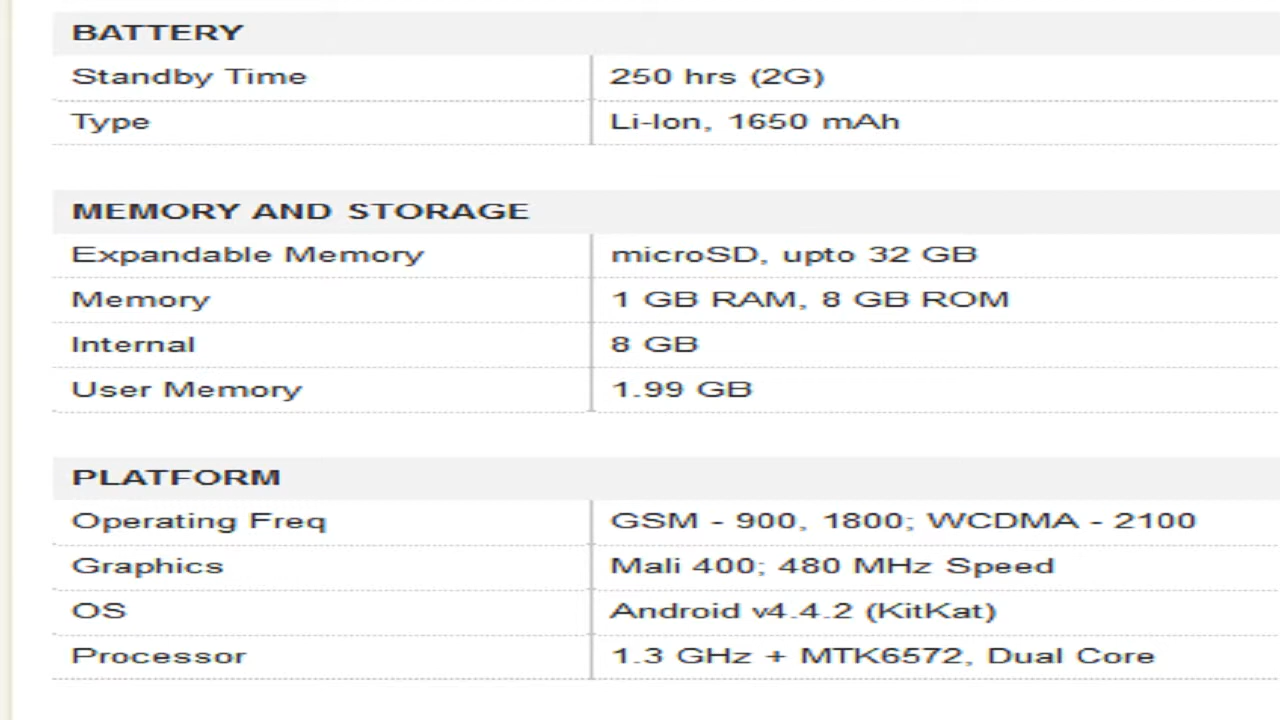 BATTERY
Standby Time 250 hrs (2G)
Type Li-Ion, 1650 mAh
MEMORY AND STORAGE
Expandable Memory microSD, upto 32 GB
Memory 1 GB RAM, 8 GB ROM
Internal 8 GB
User Memory 1.99 GB
PLATFORM
Operating Freq GSM - 900, 1800; WCDMA - 2100
Graphics Mali 400; 480 MHz Speed
OS Android v4.4.2 (KitKat)
Processor 1.3 GHz + MTK6572, Dual Core